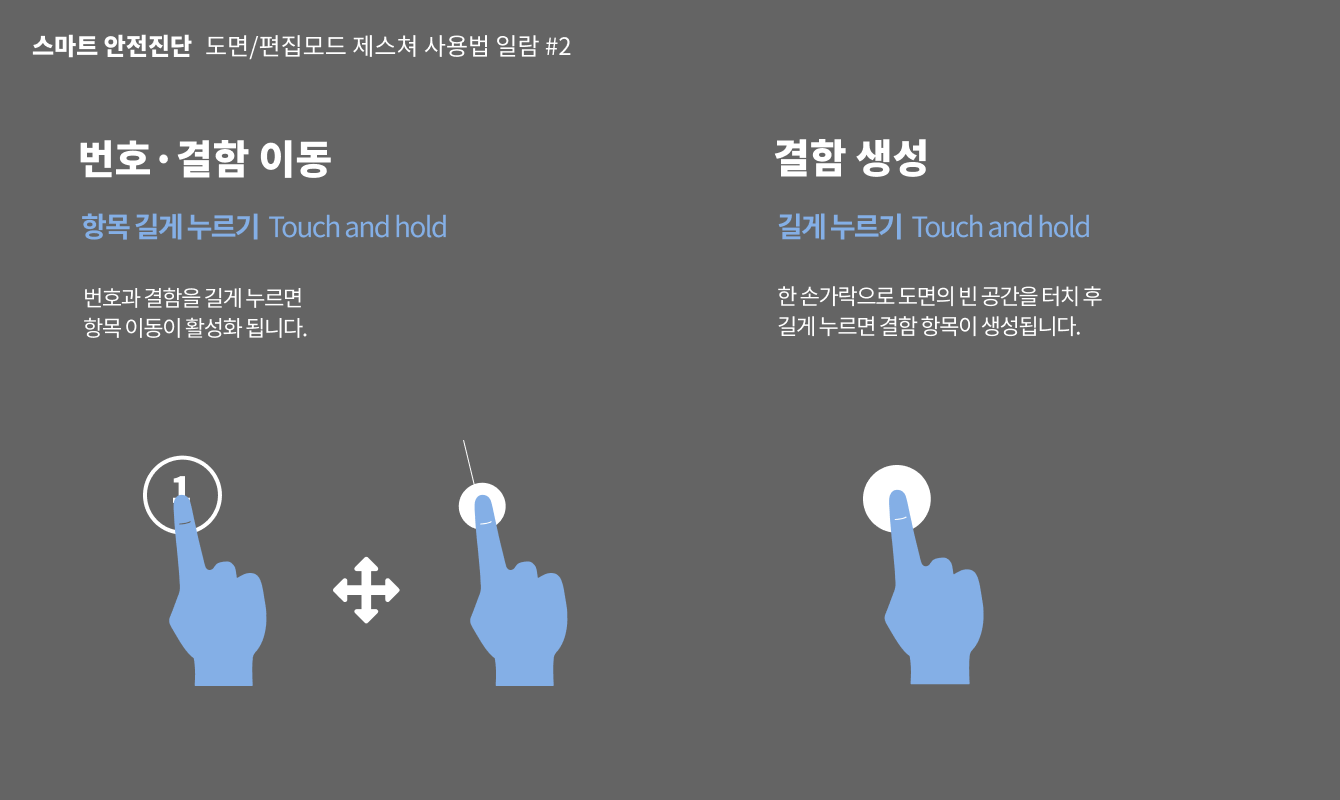 스마트 안전진단 도면/편집모드 제스쳐 사용법 일람 #2
번호·결함 이동
항목 길게 누르기 Touch and hold
번호과 결함을 길게 누르면
항목 이동이 활성화 됩니다.
1
결함 생성
길게 누르기 Touch and hold
한 손가락으로 도면의 빈 공간을 터치 후
길게 누르면 결함 항목이 생성됩니다.